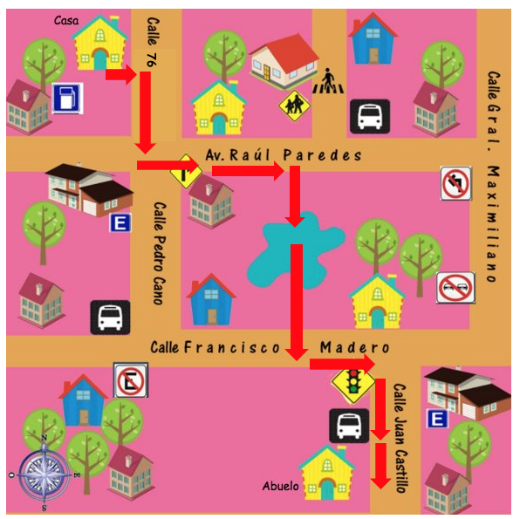 Casa
Calle 76
Calle Gral. Maximiliano
Av. Raúl Paredes
E
Calle Pedro Cano
Calle Francisco Madero
E
Calle Juan Castillo
E
N
E
S
O
Abuelo